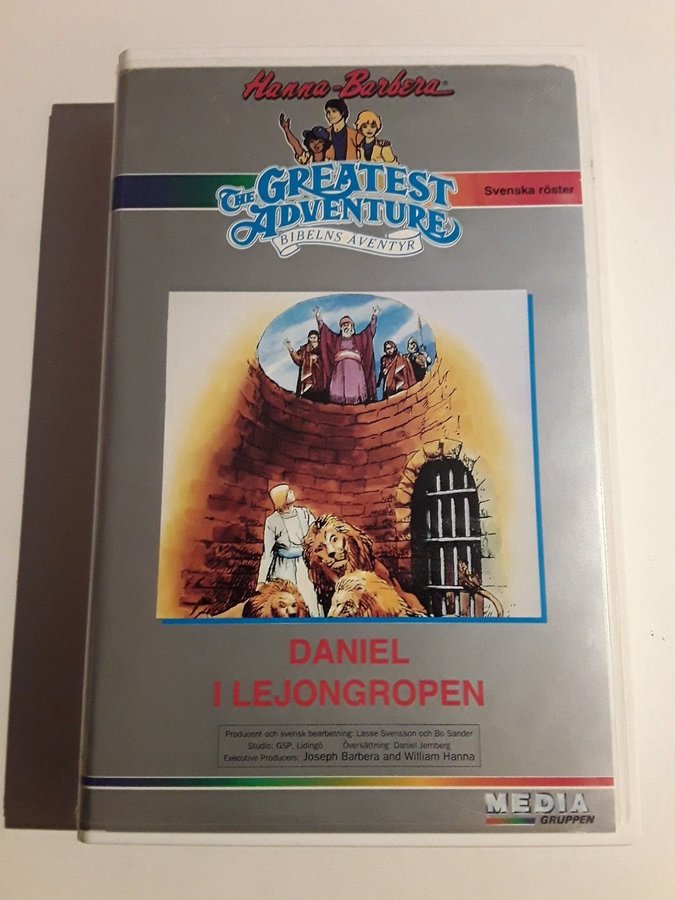 Hanna-Barbera®
THE GREATEST
ADVENTURE
BIBELNS ÄVENTYR
Svenska röster
DANIEL
I LEJONGROPEN
Producent och svensk bearbetning: Lasse Svensson och Bo Sander
Studio: GSP, Lidingö Översättning: Daniel Jernberg
Executive Producers: Joseph Barbera and William Hanna
MEDIA
GRUPPEN